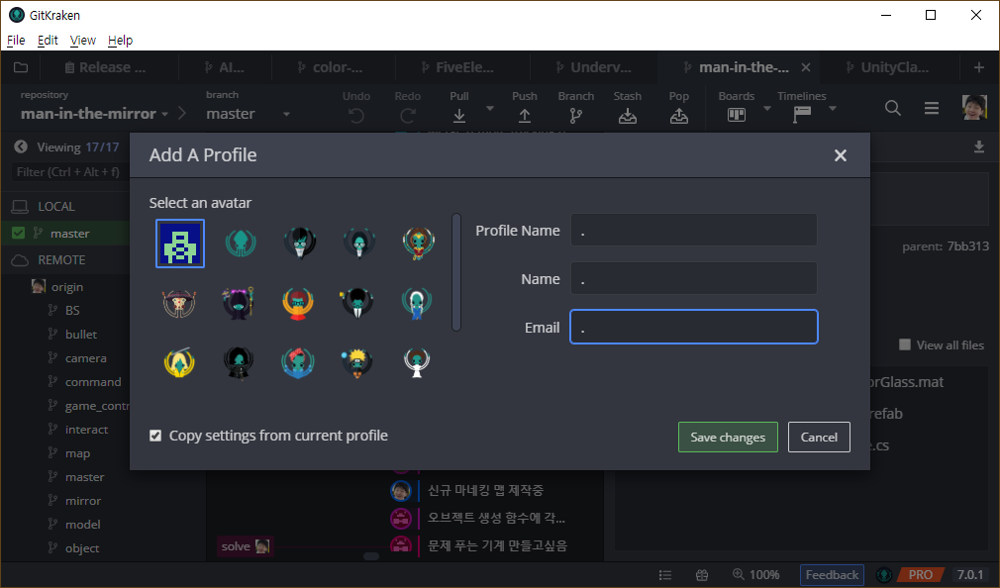 GitKraken
File Edit View Help
Release ... AI... color-... FiveEle... Underv... man-in-the-... UnityCla...
repository branch Undo Redo Pull Push Branch Stash Pop Boards Timelines
man-in-the-mirror master
Viewing 17/17
Filter (Ctrl + Alt + f)
LOCAL
master
REMOTE
origin
BS
bullet
camera
command
game_contr
interact
map
master
mirror
model
object
Add A Profile
Select an avatar
Profile Name .
Name .
Email .
Copy settings from current profile
Save changes Cancel
parent: 7bb313
View all files
orGlass.mat
refab
e.cs
신규 마네킹 맵 제작중
오브젝트 생성 함수에 각...
solve 문제 푸는 기계 만들고싶음
100% Feedback PRO 7.0.1